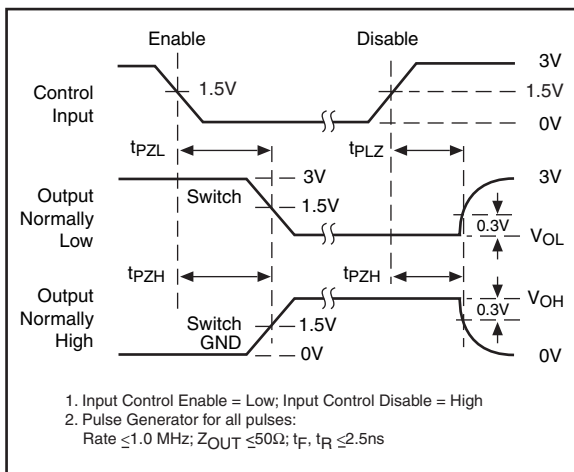 Enable
Disable
3V
1.5V
1.5V
Control
Input
0V
tPZL
tPLZ
3V
3V
Output
Normally
Low
Switch
1.5V
0.3V
VOL
tPZH
tPZH
Output
Normally
High
VOH
0.3V
Switch
GND
1.5V
0V
0V
1. Input Control Enable = Low; Input Control Disable = High
2. Pulse Generator for all pulses:
Rate ≤1.0 MHz; ZOUT ≤50Ω; tF, tR ≤2.5ns